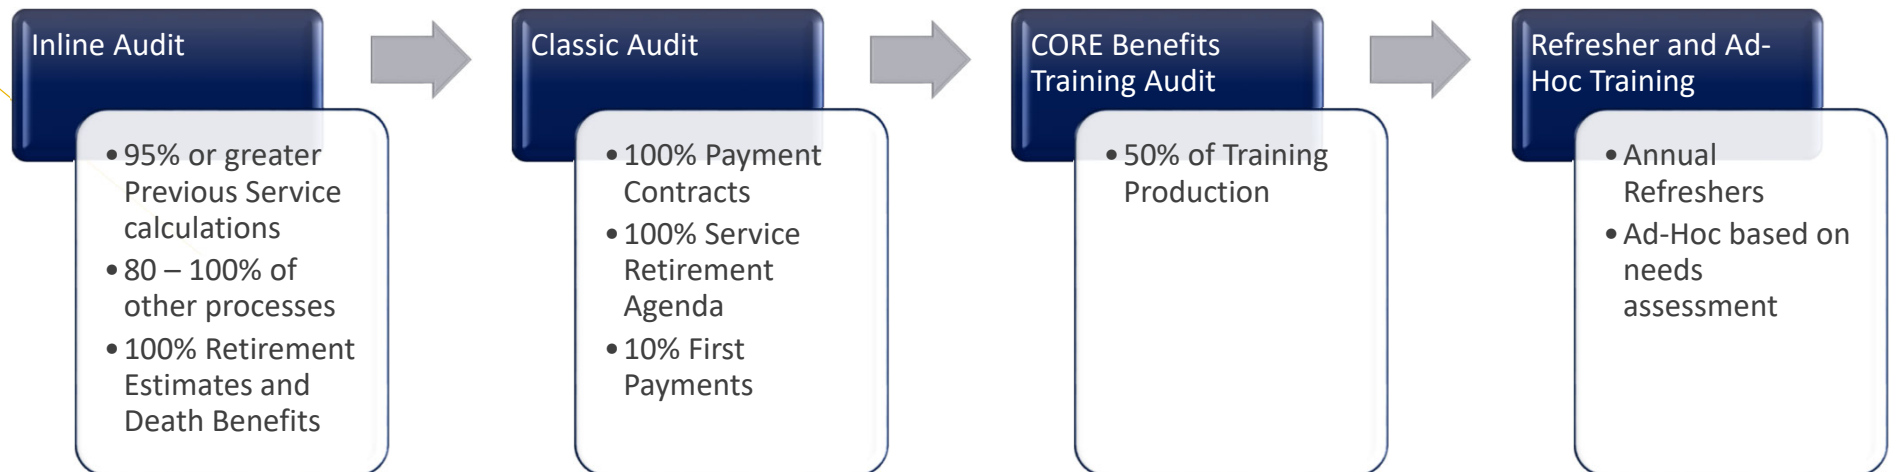 Inline Audit
• 95% or greater
Previous Service
calculations
• 80 – 100% of
other processes
• 100% Retirement
Estimates and
Death Benefits
Classic Audit
• 100% Payment
Contracts
• 100% Service
Retirement
Agenda
• 10% First
Payments
CORE Benefits
Training Audit
• 50% of Training
Production
Refresher and Ad-
Hoc Training
• Annual
Refreshers
• Ad-Hoc based on
needs
assessment